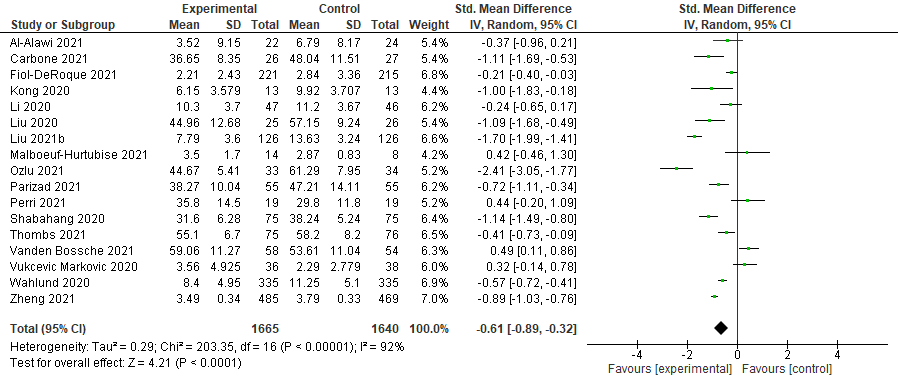 Experimental Control Std. Mean Difference Std. Mean Difference
Study or Subgroup Mean SD Total Mean SD Total Weight IV, Random, 95% CI IV, Random, 95% CI
Al-Alawi 2021 3.52 9.15 22 6.79 8.17 24 5.4% -0.37 [-0.96, 0.21]
Carbone 2021 36.65 8.35 26 48.04 11.51 27 5.4% -1.11 [-1.69, -0.53]
Fiol-DeRoque 2021 2.21 2.43 221 2.84 3.36 215 6.9% -0.21 [-0.40, -0.03]
Kong 2020 6.15 3.579 13 9.92 3.707 13 4.2% -1.00 [-1.83, -0.18]
Li 2020 10.3 3.7 47 11.2 3.67 46 6.2% -0.24 [-0.65, 0.17]
Liu 2020 44.96 12.68 25 57.15 9.24 26 5.3% -1.09 [-1.68, -0.49]
Liu 2021b 7.79 3.6 126 13.63 3.24 126 6.6% -1.70 [-1.99, -1.41]
Malboeuf-Hurtubise 2021 3.5 1.7 14 2.87 0.83 8 4.0% 0.42 [-0.46, 1.30]
Ozlu 2021 44.67 5.41 33 61.29 7.95 34 5.2% -2.41 [-3.05, -1.77]
Parizad 2021 38.27 10.04 55 47.21 14.11 55 6.2% -0.72 [-1.11, -0.34]
Perri 2021 35.8 14.5 19 29.8 11.8 19 5.1% 0.44 [-0.20, 1.09]
Shabahang 2020 31.6 6.28 75 38.24 5.24 75 6.4% -1.14 [-1.49, -0.80]
Thombs 2021 55.1 6.7 75 58.2 8.2 76 6.5% -0.41 [-0.73, -0.09]
Vanden Bossche 2021 59.06 11.27 58 53.61 11.04 54 6.3% 0.49 [0.11, 0.86]
Vukcevic Markovic 2020 3.56 4.925 36 2.29 2.779 38 6.0% 0.32 [-0.14, 0.78]
Wahlund 2020 8.4 4.95 335 11.25 5.1 335 7.0% -0.57 [-0.72, -0.41]
Zheng 2021 3.49 0.34 485 3.79 0.33 469 7.0% -0.89 [-1.03, -0.76]
Total (95% CI) 1665 1640 100.0% -0.61 [-0.89, -0.32]
Heterogeneity: Tau² = 0.29; Chi² = 203.35, df = 16 (P < 0.00001); I² = 92%
Test for overall effect: Z = 4.21 (P < 0.0001)
-4 -2 0 2 4
Favours [experimental] Favours [control]